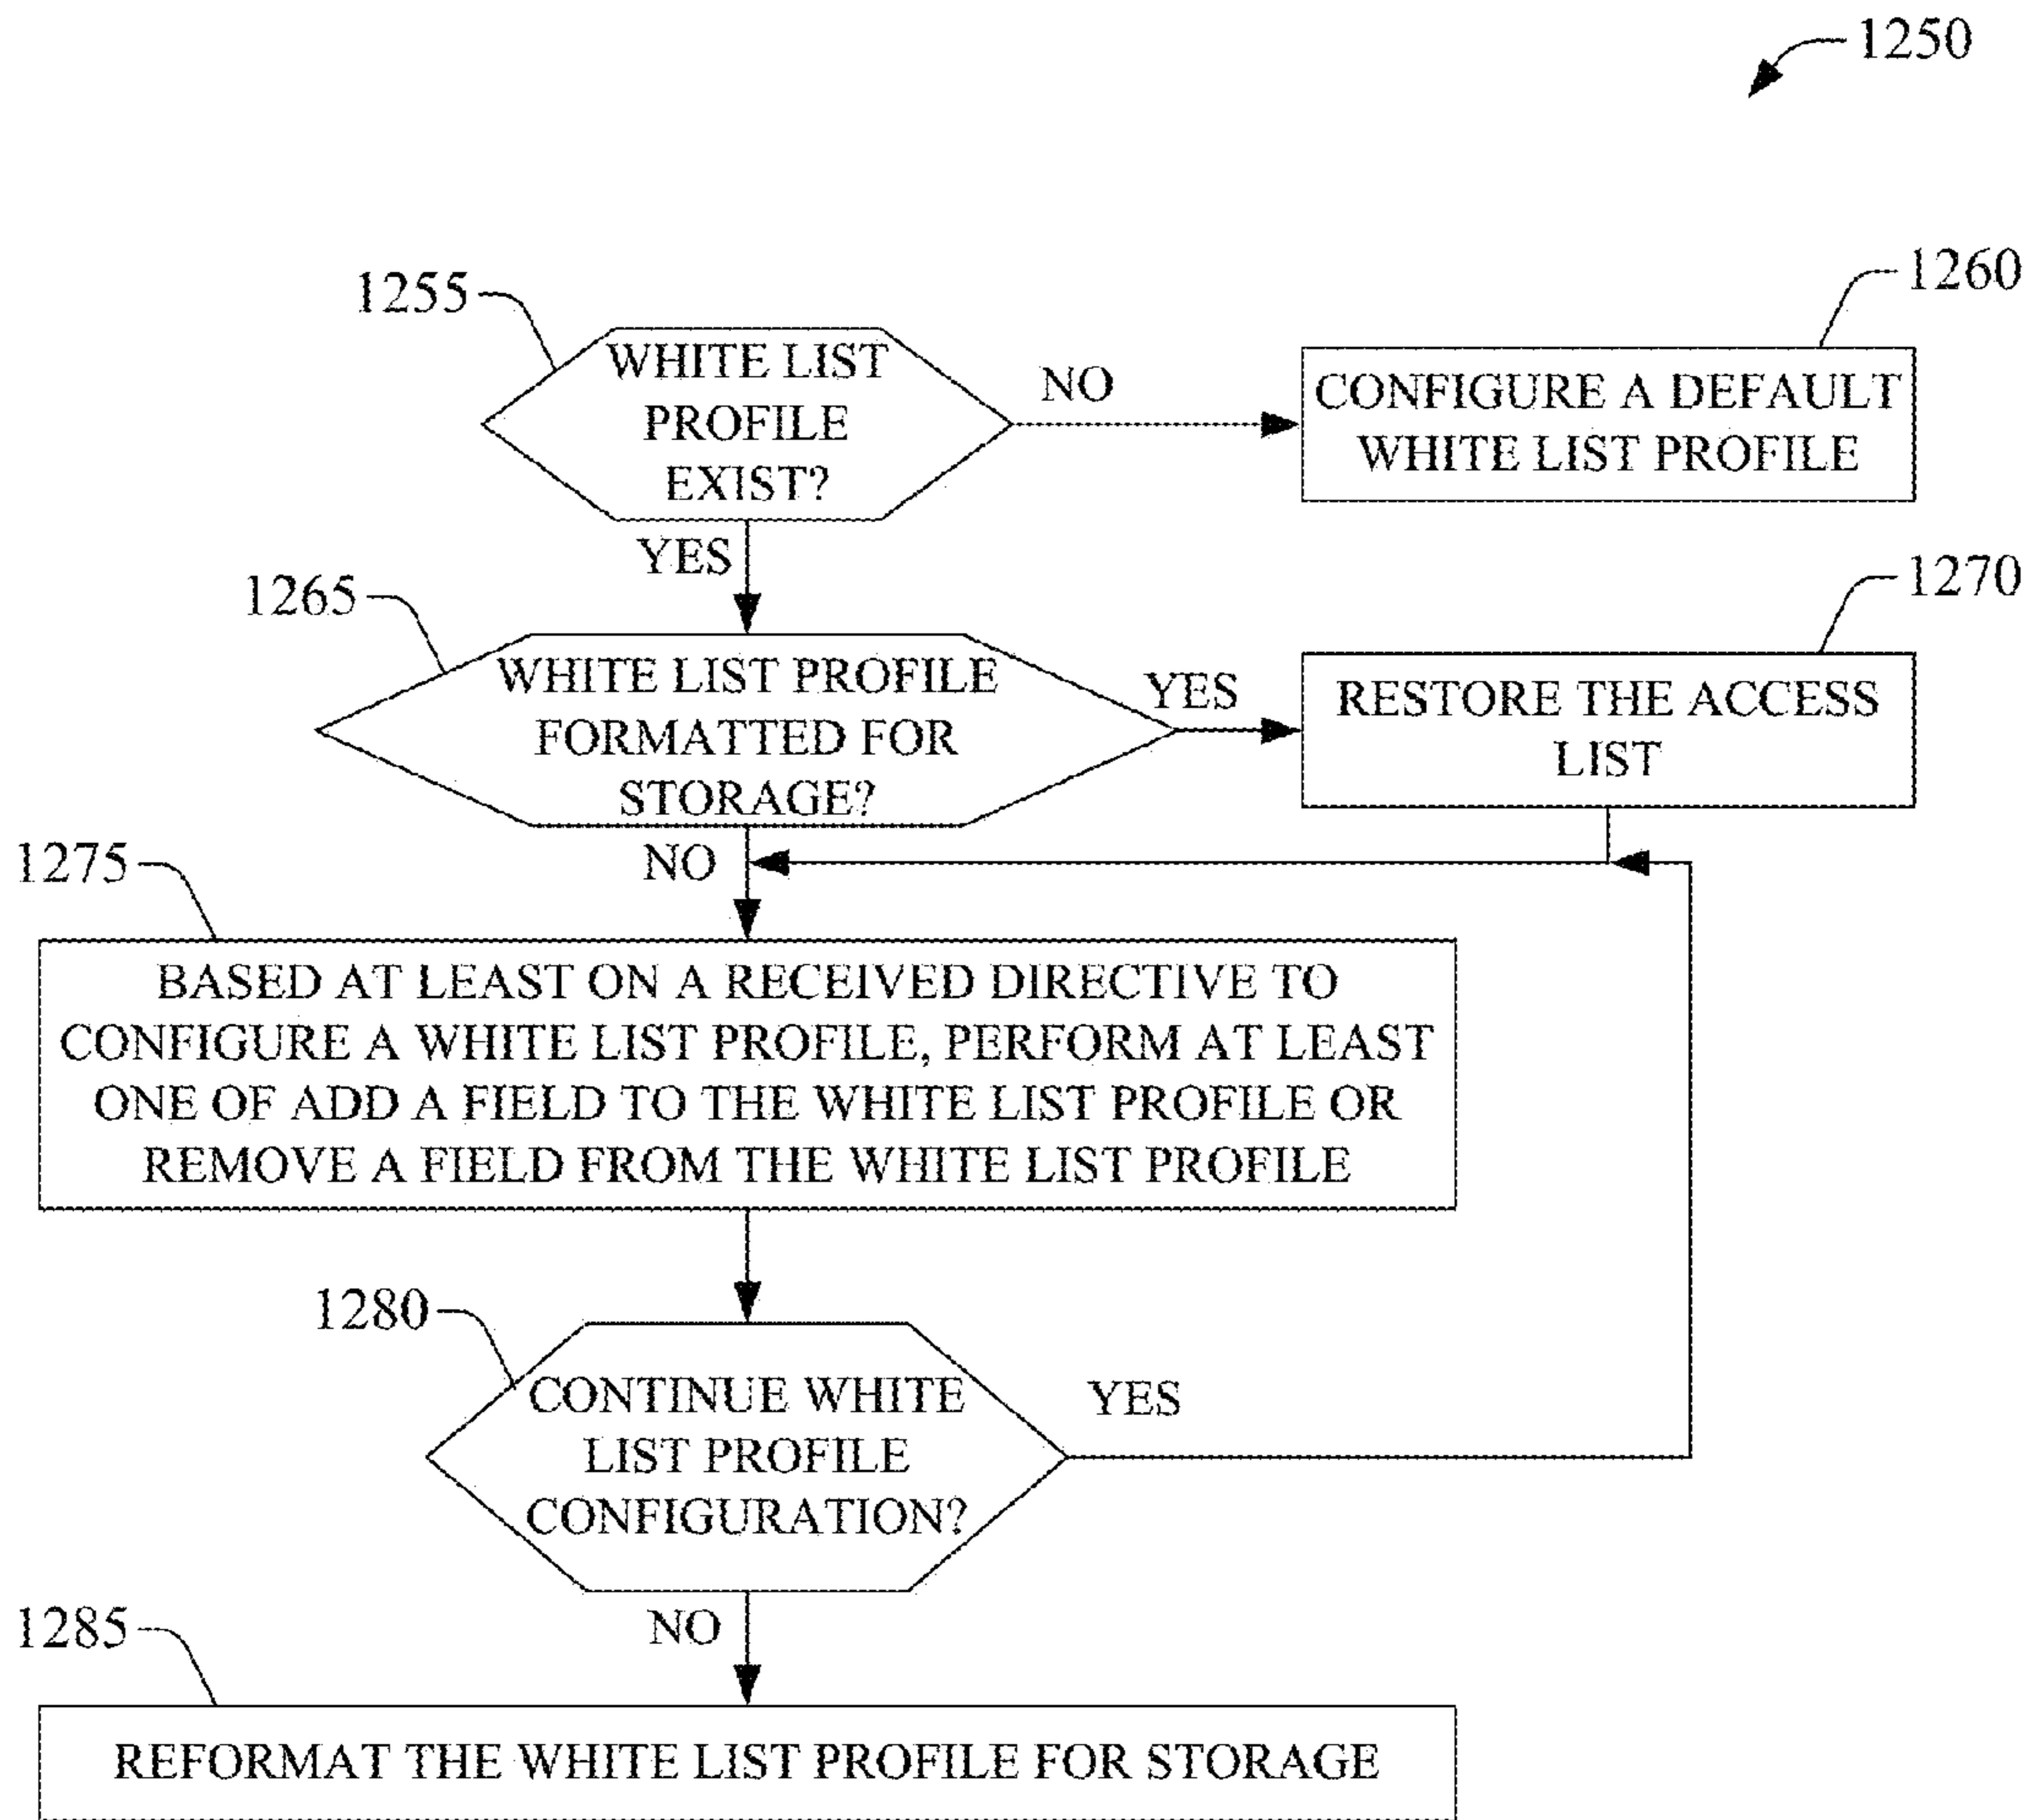 1250
1255
1260
WHITE LIST
PROFILE
EXIST?
NO
CONFIGURE A DEFAULT
WHITE LIST PROFILE
YES
1265
1270
WHITE LIST PROFILE
FORMATTED FOR
STORAGE?
YES
RESTORE THE ACCESS
LIST
NO
1275
BASED AT LEAST ON A RECEIVED DIRECTIVE TO
CONFIGURE A WHITE LIST PROFILE, PERFORM AT LEAST
ONE OF ADD A FIELD TO THE WHITE LIST PROFILE OR
REMOVE A FIELD FROM THE WHITE LIST PROFILE
1280
CONTINUE WHITE
LIST PROFILE
CONFIGURATION?
YES
NO
1285
REFORMAT THE WHITE LIST PROFILE FOR STORAGE